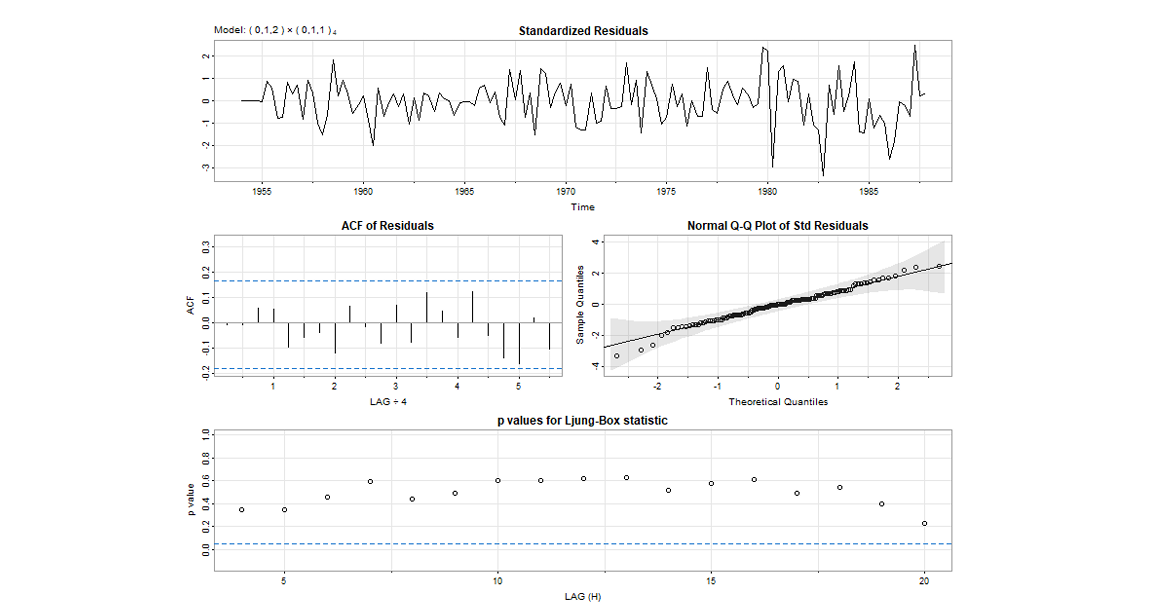 Model: ( 0,1,2 ) × ( 0,1,1 ) 4
Standardized Residuals
2
1
0
-1
-2
-3
1955 1960 1965 1970 1975 1980 1985
Time
ACF of Residuals
ACF
0.3
0.2
0.1
0.0
-0.1
-0.2
1 2 3 4 5
LAG ÷ 4
Normal Q-Q Plot of Std Residuals
Sample Quantiles
4
2
0
-2
-4
-2 -1 0 1 2
Theoretical Quantiles
p values for Ljung-Box statistic
p value
1.0
0.8
0.6
0.4
0.2
0.0
5 10 15 20
LAG (H)